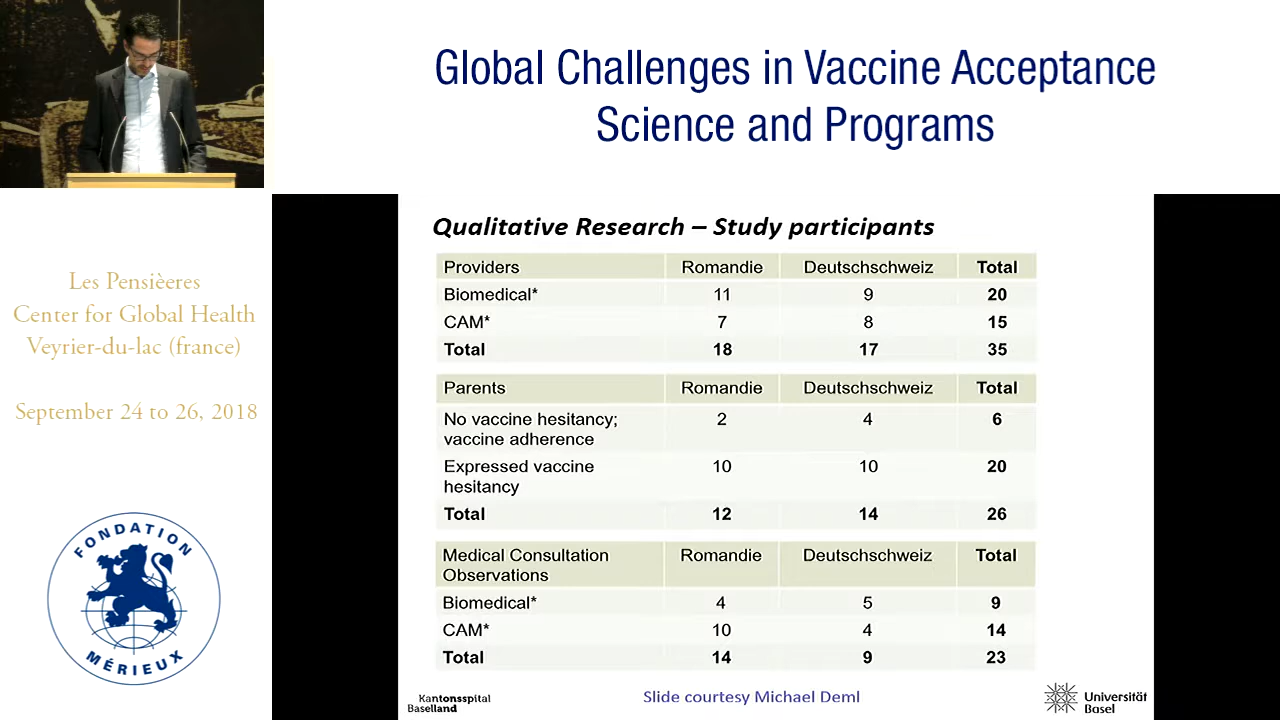 Global Challenges in Vaccine Acceptance
Science and Programs
Les Pensièeres
Center for Global Health
Veyrier-du-lac (france)
September 24 to 26, 2018
FONDATION
MÉRIEUX
Qualitative Research – Study participants
Providers Romandie Deutschschweiz Total
Biomedical* 11 9 20
CAM* 7 8 15
Total 18 17 35
Parents Romandie Deutschschweiz Total
No vaccine hesitancy; 2 4 6
vaccine adherence
Expressed vaccine 10 10 20
hesitancy
Total 12 14 26
Medical Consultation Romandie Deutschschweiz Total
Observations
Biomedical* 4 5 9
CAM* 10 4 14
Total 14 9 23
Kantonsspital
Baselland
Slide courtesy Michael Deml
Universität
Basel